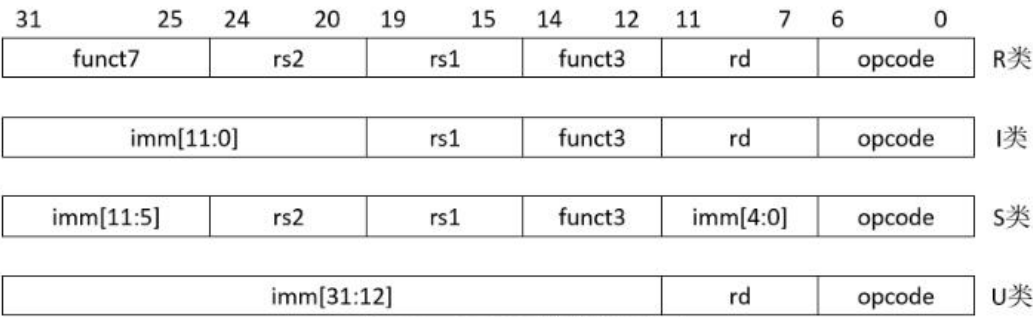 31 25 24 20 19 15 14 12 11 7 6 0
funct7 rs2 rs1 funct3 rd opcode R类
imm[11:0] rs1 funct3 rd opcode I类
imm[11:5] rs2 rs1 funct3 imm[4:0] opcode S类
imm[31:12] rd opcode U类